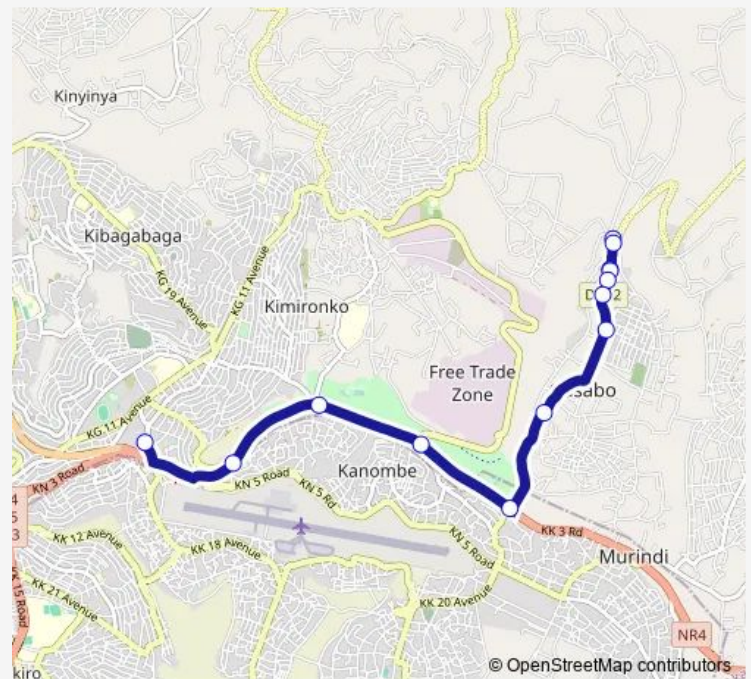 Kinyinya
Kibagabaga
KG 19 Avenue
KG 11 Avenue
Kimironko
Free Trade
Zone
KG 11 Avenue
KN 3 Road
KN 5 Road
KN 5 Rd
Kanombe
KN 5 Road
KK 3 Rd
Murindi
KK 12 Avenue
KK 18 Avenue
KK 20 Avenue
KK 21 Avenue
KK 15 Road
NR4
© OpenStreetMap contributors